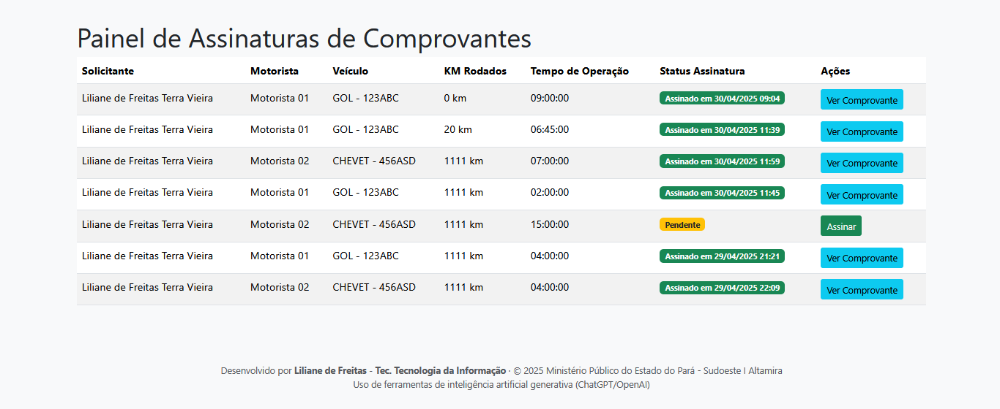 Painel de Assinaturas de Comprovantes
Solicitante Motorista Veículo KM Rodados Tempo de Operação Status Assinatura Ações
Liliane de Freitas Terra Vieira Motorista 01 GOL - 123ABC 0 km 09:00:00 Assinado em 30/04/2025 09:04 Ver Comprovante
Liliane de Freitas Terra Vieira Motorista 01 GOL - 123ABC 20 km 06:45:00 Assinado em 30/04/2025 11:39 Ver Comprovante
Liliane de Freitas Terra Vieira Motorista 02 CHEVET - 456ASD 1111 km 07:00:00 Assinado em 30/04/2025 11:59 Ver Comprovante
Liliane de Freitas Terra Vieira Motorista 01 GOL - 123ABC 1111 km 02:00:00 Assinado em 30/04/2025 11:45 Ver Comprovante
Liliane de Freitas Terra Vieira Motorista 02 CHEVET - 456ASD 1111 km 15:00:00 Pendente Assinar
Liliane de Freitas Terra Vieira Motorista 01 GOL - 123ABC 1111 km 04:00:00 Assinado em 29/04/2025 21:21 Ver Comprovante
Liliane de Freitas Terra Vieira Motorista 02 CHEVET - 456ASD 1111 km 04:00:00 Assinado em 29/04/2025 22:09 Ver Comprovante
Desenvolvido por Liliane de Freitas - Tec. Tecnologia da Informação · © 2025 Ministério Público do Estado do Pará - Sudoeste I Altamira
Uso de ferramentas de inteligência artificial generativa (ChatGPT/OpenAI)